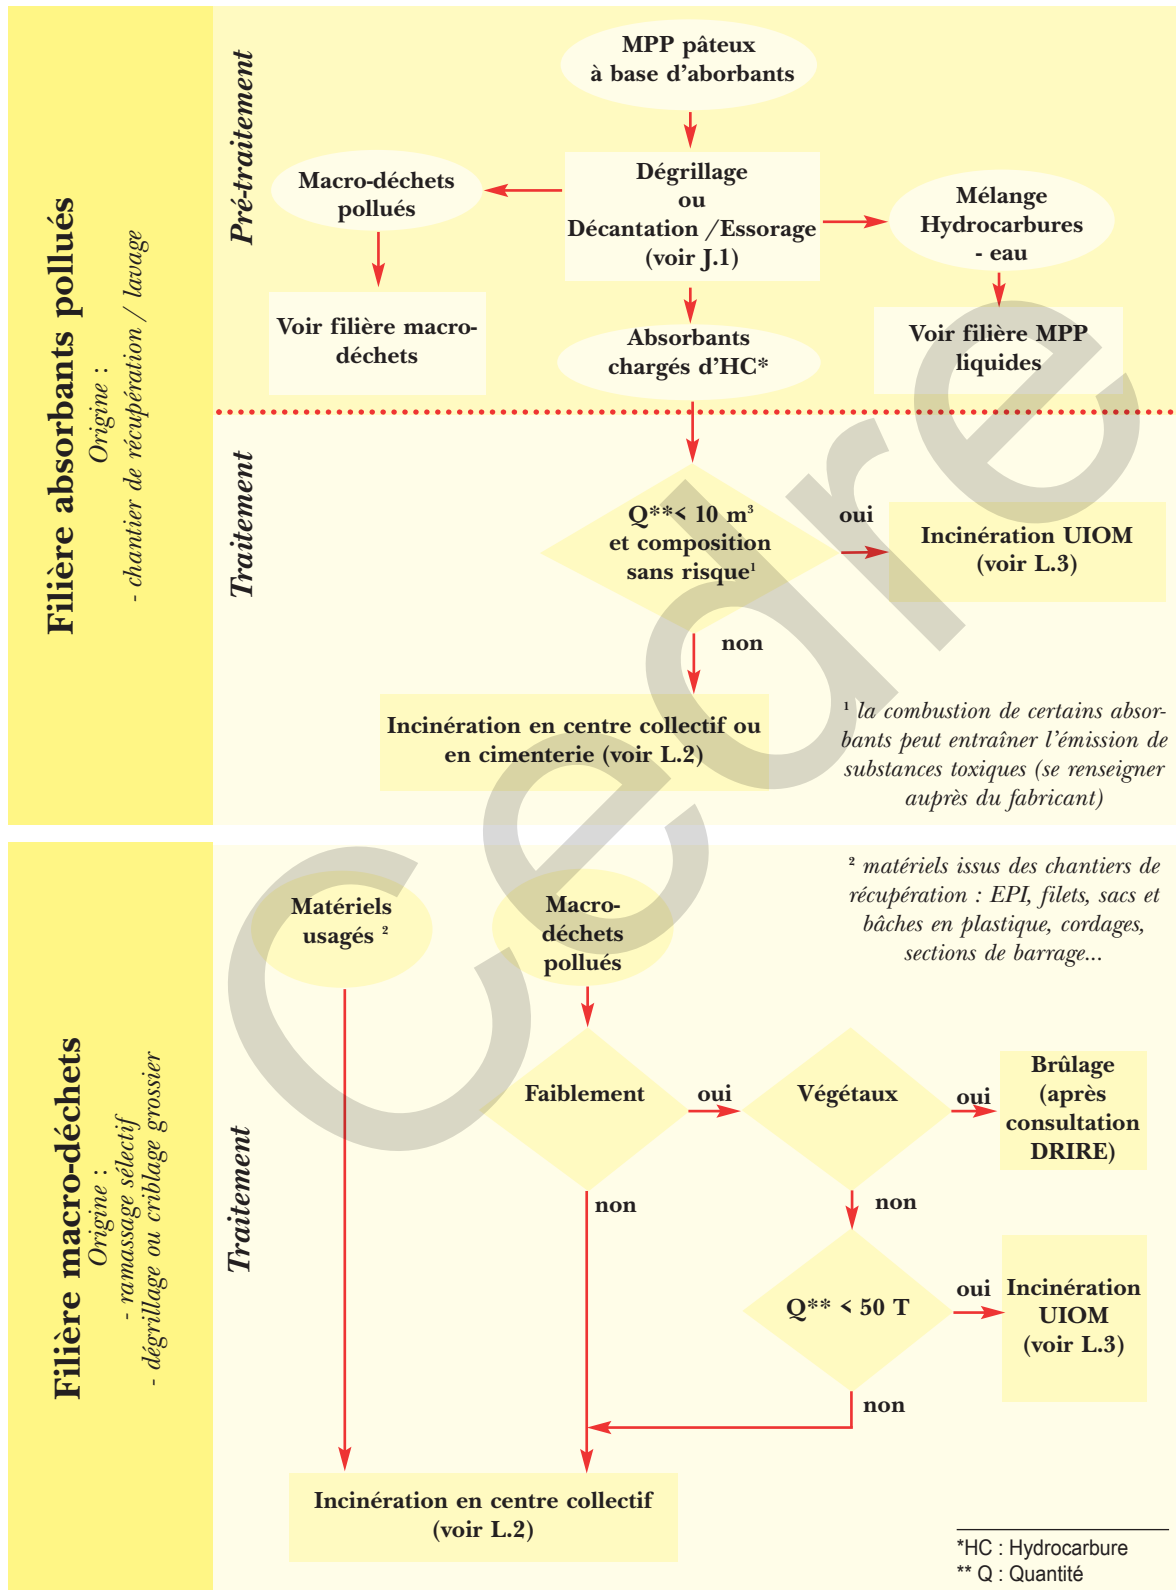 Filière absorbants pollués
Origine :
- chantier de récupération / lavage
Pré-traitement
MPP pâteux
à base d'aborbants
Macro-déchets
pollués
Dégrillage
ou
Décantation /Essorage
(voir J.1)
Mélange
Hydrocarbures
- eau
Voir filière macro-
déchets
Absorbants
chargés d'HC*
Voir filière MPP
liquides
Traitement
Q**< 10 m³
et composition
sans risque¹
oui
Incinération UIOM
(voir L.3)
non
Incinération en centre collectif ou
en cimenterie (voir L.2)
¹ la combustion de certains absor-
bants peut entraîner l'émission de
substances toxiques (se renseigner
auprès du fabricant)
Filière macro-déchets
Origine :
- ramassage sélectif
- dégrillage ou criblage grossier
Traitement
Matériels
usagés ²
Macro-
déchets
pollués
² matériels issus des chantiers de
récupération : EPI, filets, sacs et
bâches en plastique, cordages,
sections de barrage...
Faiblement
oui
Végétaux
oui
Brûlage
(après
consultation
DRIRE)
non
non
Q** < 50 T
oui
Incinération
UIOM
(voir L.3)
non
Incinération en centre collectif
(voir L.2)
*HC : Hydrocarbure
** Q : Quantité
Cedre